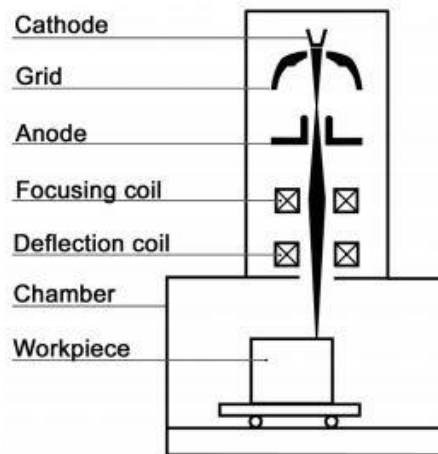 Cathode
Grid
Anode
Focusing coil
Deflection coil
Chamber
Workpiece